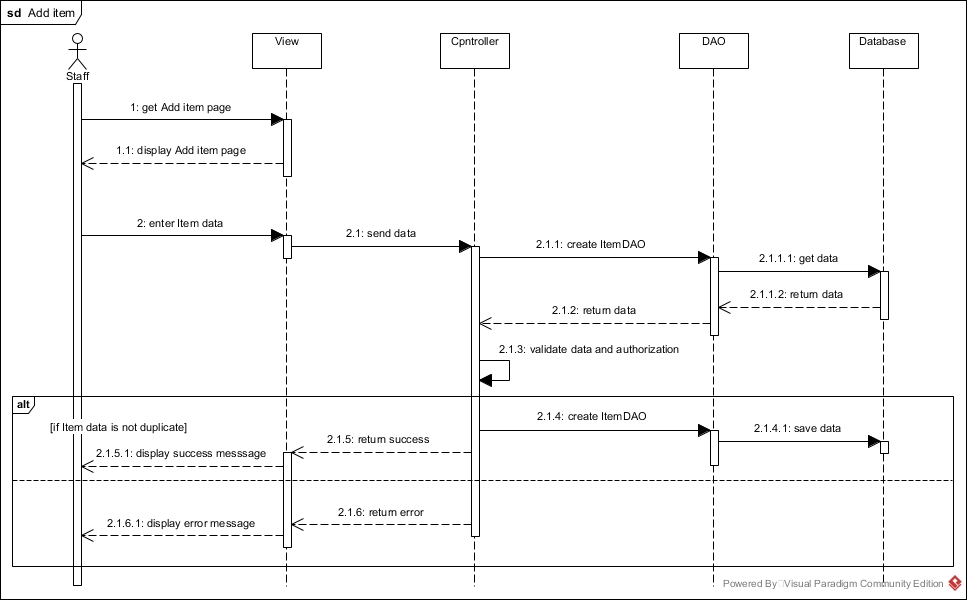 sd Add item
Staff
View
Cpntroller
DAO
Database
1: get Add item page
1.1: display Add item page
2: enter Item data
2.1: send data
2.1.1: create ItemDAO
2.1.1.1: get data
2.1.1.2: return data
2.1.2: return data
2.1.3: validate data and authorization
alt
[if Item data is not duplicate]
2.1.4: create ItemDAO
2.1.4.1: save data
2.1.5: return success
2.1.5.1: display success messsage
2.1.6: return error
2.1.6.1: display error message
Powered By Visual Paradigm Community Edition